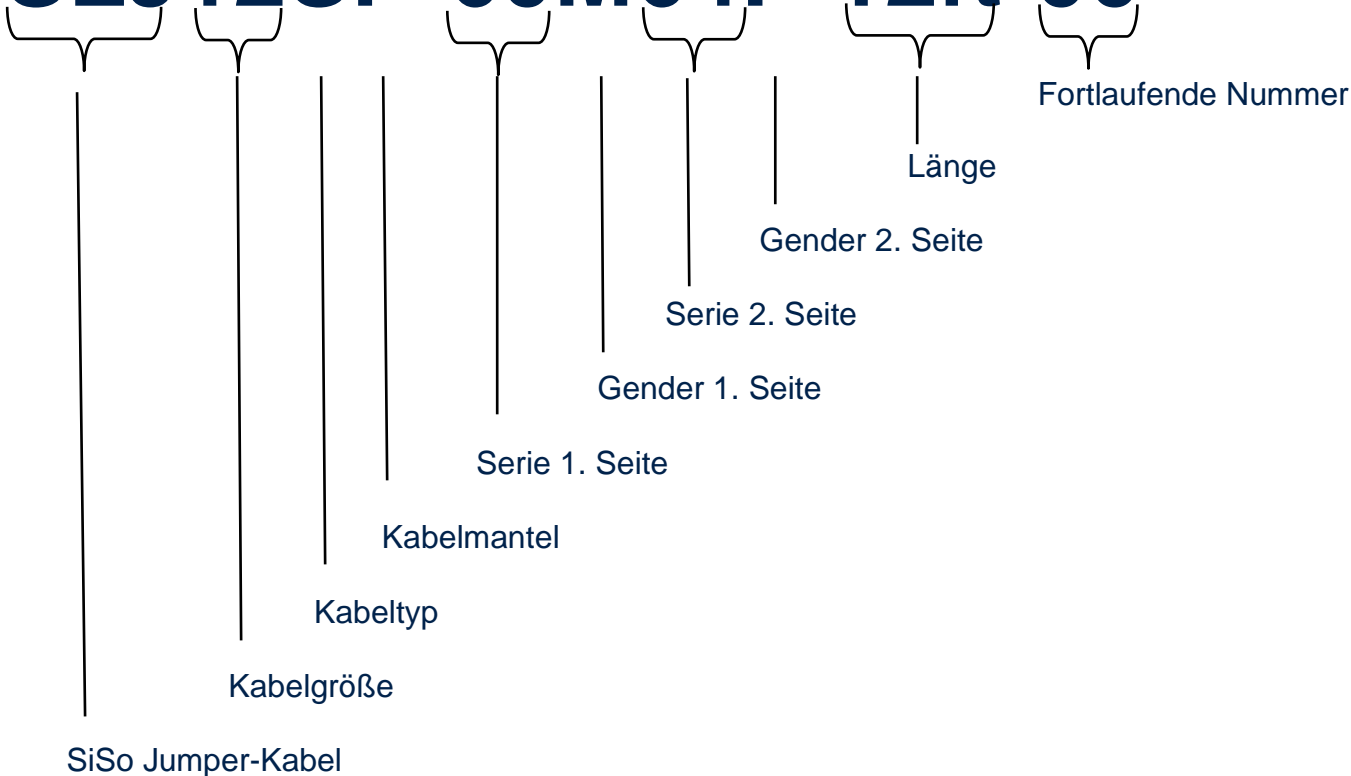 Fortlaufende Nummer
Länge
Gender 2. Seite
Serie 2. Seite
Gender 1. Seite
Serie 1. Seite
Kabelmantel
Kabeltyp
Kabelgröße
SiSo Jumper-Kabel